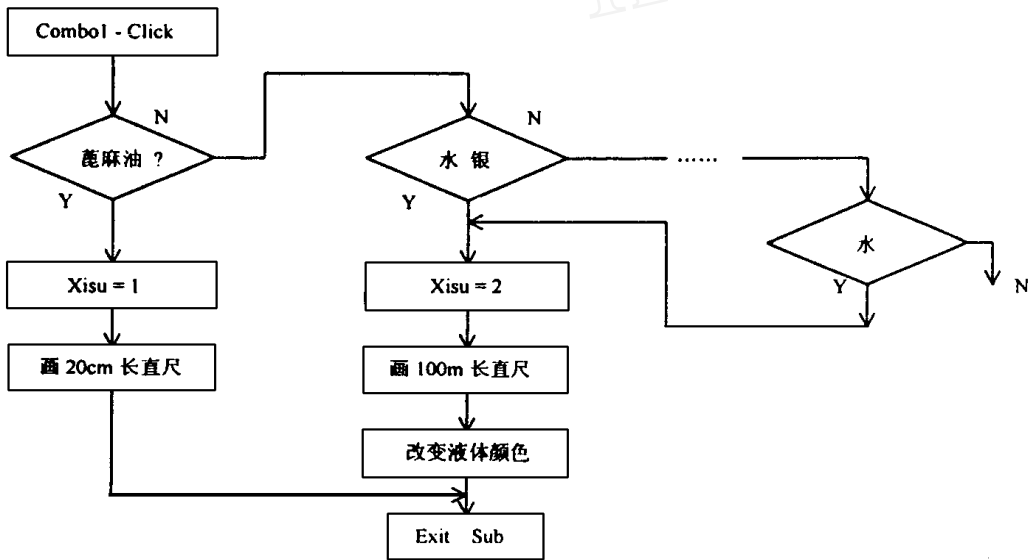 Combo1 - Click
N
N
蓖麻油 ?
水 银
......
Y
Y
水
Xisu = 1
Xisu = 2
Y
N
画 20cm 长直尺
画 100m 长直尺
改变液体颜色
Exit Sub